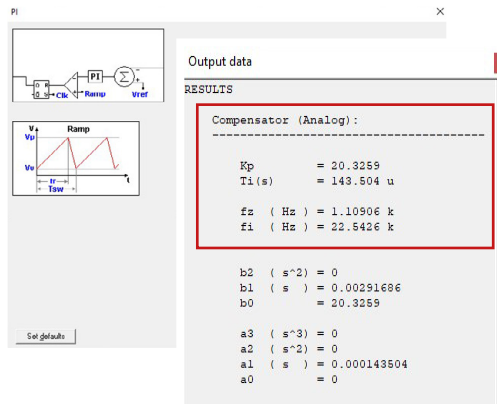 PI
PI
Σ
+
Clk
Ramp
Vref
V
Ramp
Vp
Vv
tr
t
Tsw
Set defaults
Output data
RESULTS
Compensator (Analog):
Kp = 20.3259
Ti(s) = 143.504 u
fz ( Hz ) = 1.10906 k
fi ( Hz ) = 22.5426 k
b2 ( s^2) = 0
b1 ( s ) = 0.00291686
b0 = 20.3259
a3 ( s^3) = 0
a2 ( s^2) = 0
a1 ( s ) = 0.000143504
a0 = 0